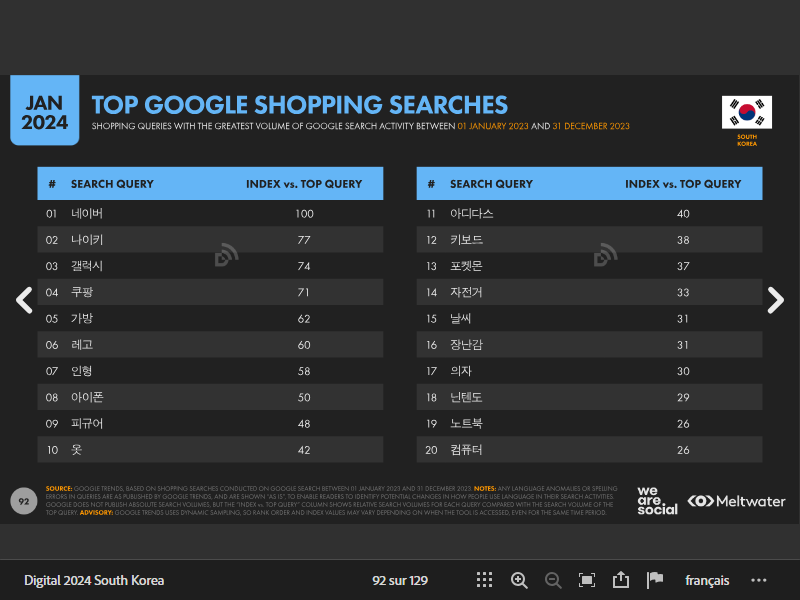 JAN
2024
TOP GOOGLE SHOPPING SEARCHES
SHOPPING QUERIES WITH THE GREATEST VOLUME OF GOOGLE SEARCH ACTIVITY BETWEEN 01 JANUARY 2023 AND 31 DECEMBER 2023
SOUTH
KOREA
# SEARCH QUERY INDEX vs. TOP QUERY
01 네이버 100
02 나이키 77
03 갤럭시 74
04 쿠팡 71
05 가방 62
06 레고 60
07 인형 58
08 아이폰 50
09 피규어 48
10 옷 42
# SEARCH QUERY INDEX vs. TOP QUERY
11 아디다스 40
12 키보드 38
13 포켓몬 37
14 자전거 33
15 날씨 31
16 장난감 31
17 의자 30
18 닌텐도 29
19 노트북 26
20 컴퓨터 26
92
SOURCE: GOOGLE TRENDS, BASED ON SHOPPING SEARCHES CONDUCTED ON GOOGLE SEARCH BETWEEN 01 JANUARY 2023 AND 31 DECEMBER 2023. NOTES: ANY LANGUAGE ANOMALIES OR SPELLING
ERRORS IN QUERIES ARE AS PUBLISHED BY GOOGLE TRENDS, AND ARE SHOWN "AS IS", TO ENABLE READERS TO IDENTIFY POTENTIAL CHANGES IN HOW PEOPLE USE LANGUAGE IN THEIR SEARCH ACTIVITIES.
GOOGLE DOES NOT PUBLISH ABSOLUTE SEARCH VOLUMES, BUT THE "INDEX vs. TOP QUERY" COLUMN SHOWS RELATIVE SEARCH VOLUMES FOR EACH QUERY COMPARED WITH THE SEARCH VOLUME OF THE
TOP QUERY. ADVISORY: GOOGLE TRENDS USES DYNAMIC SAMPLING, SO RANK ORDER AND INDEX VALUES MAY VARY DEPENDING ON WHEN THE TOOL IS ACCESSED, EVEN FOR THE SAME TIME PERIOD.
we
are.
social
Meltwater
Digital 2024 South Korea
92 sur 129
français